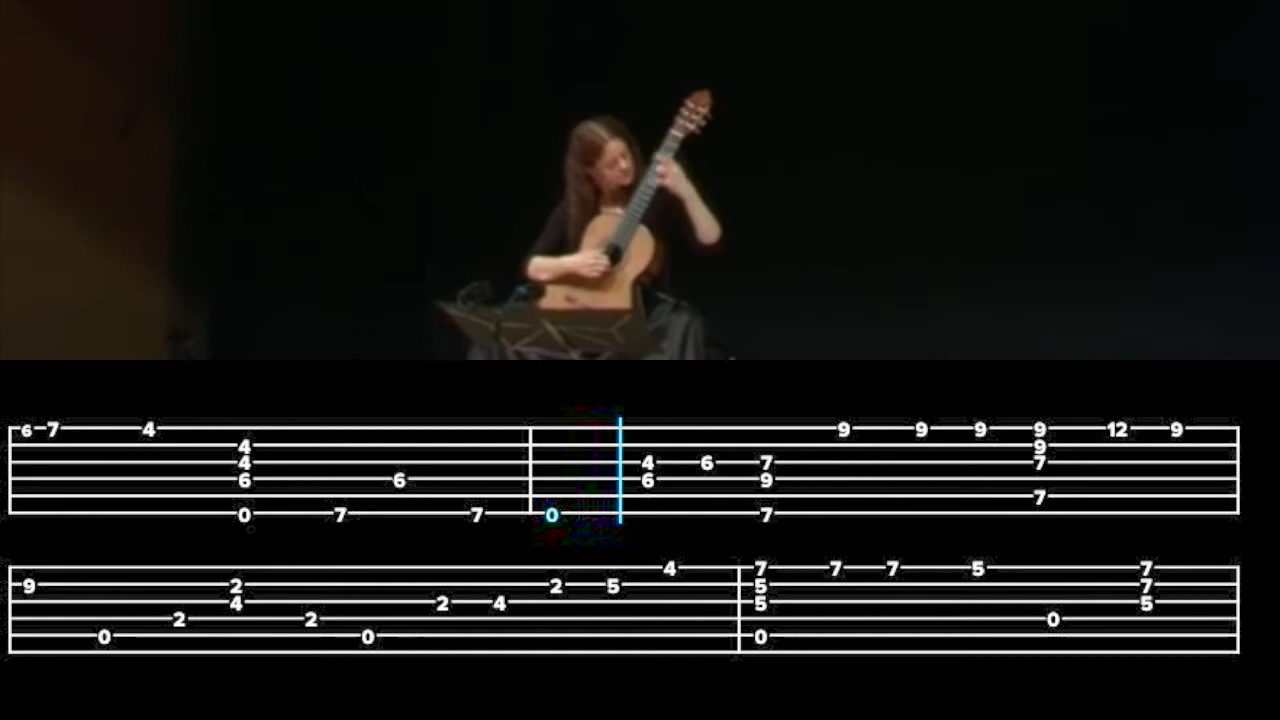 6 7 4 9 9 9 9 12 9
4 9
4 4 6 7 7
6 6 6 9
7
0 7 7 0 7
4 7 7 7 5 7
9 2 2 5 5 7
4 2 4 5 5
2 2 0
0 0 0